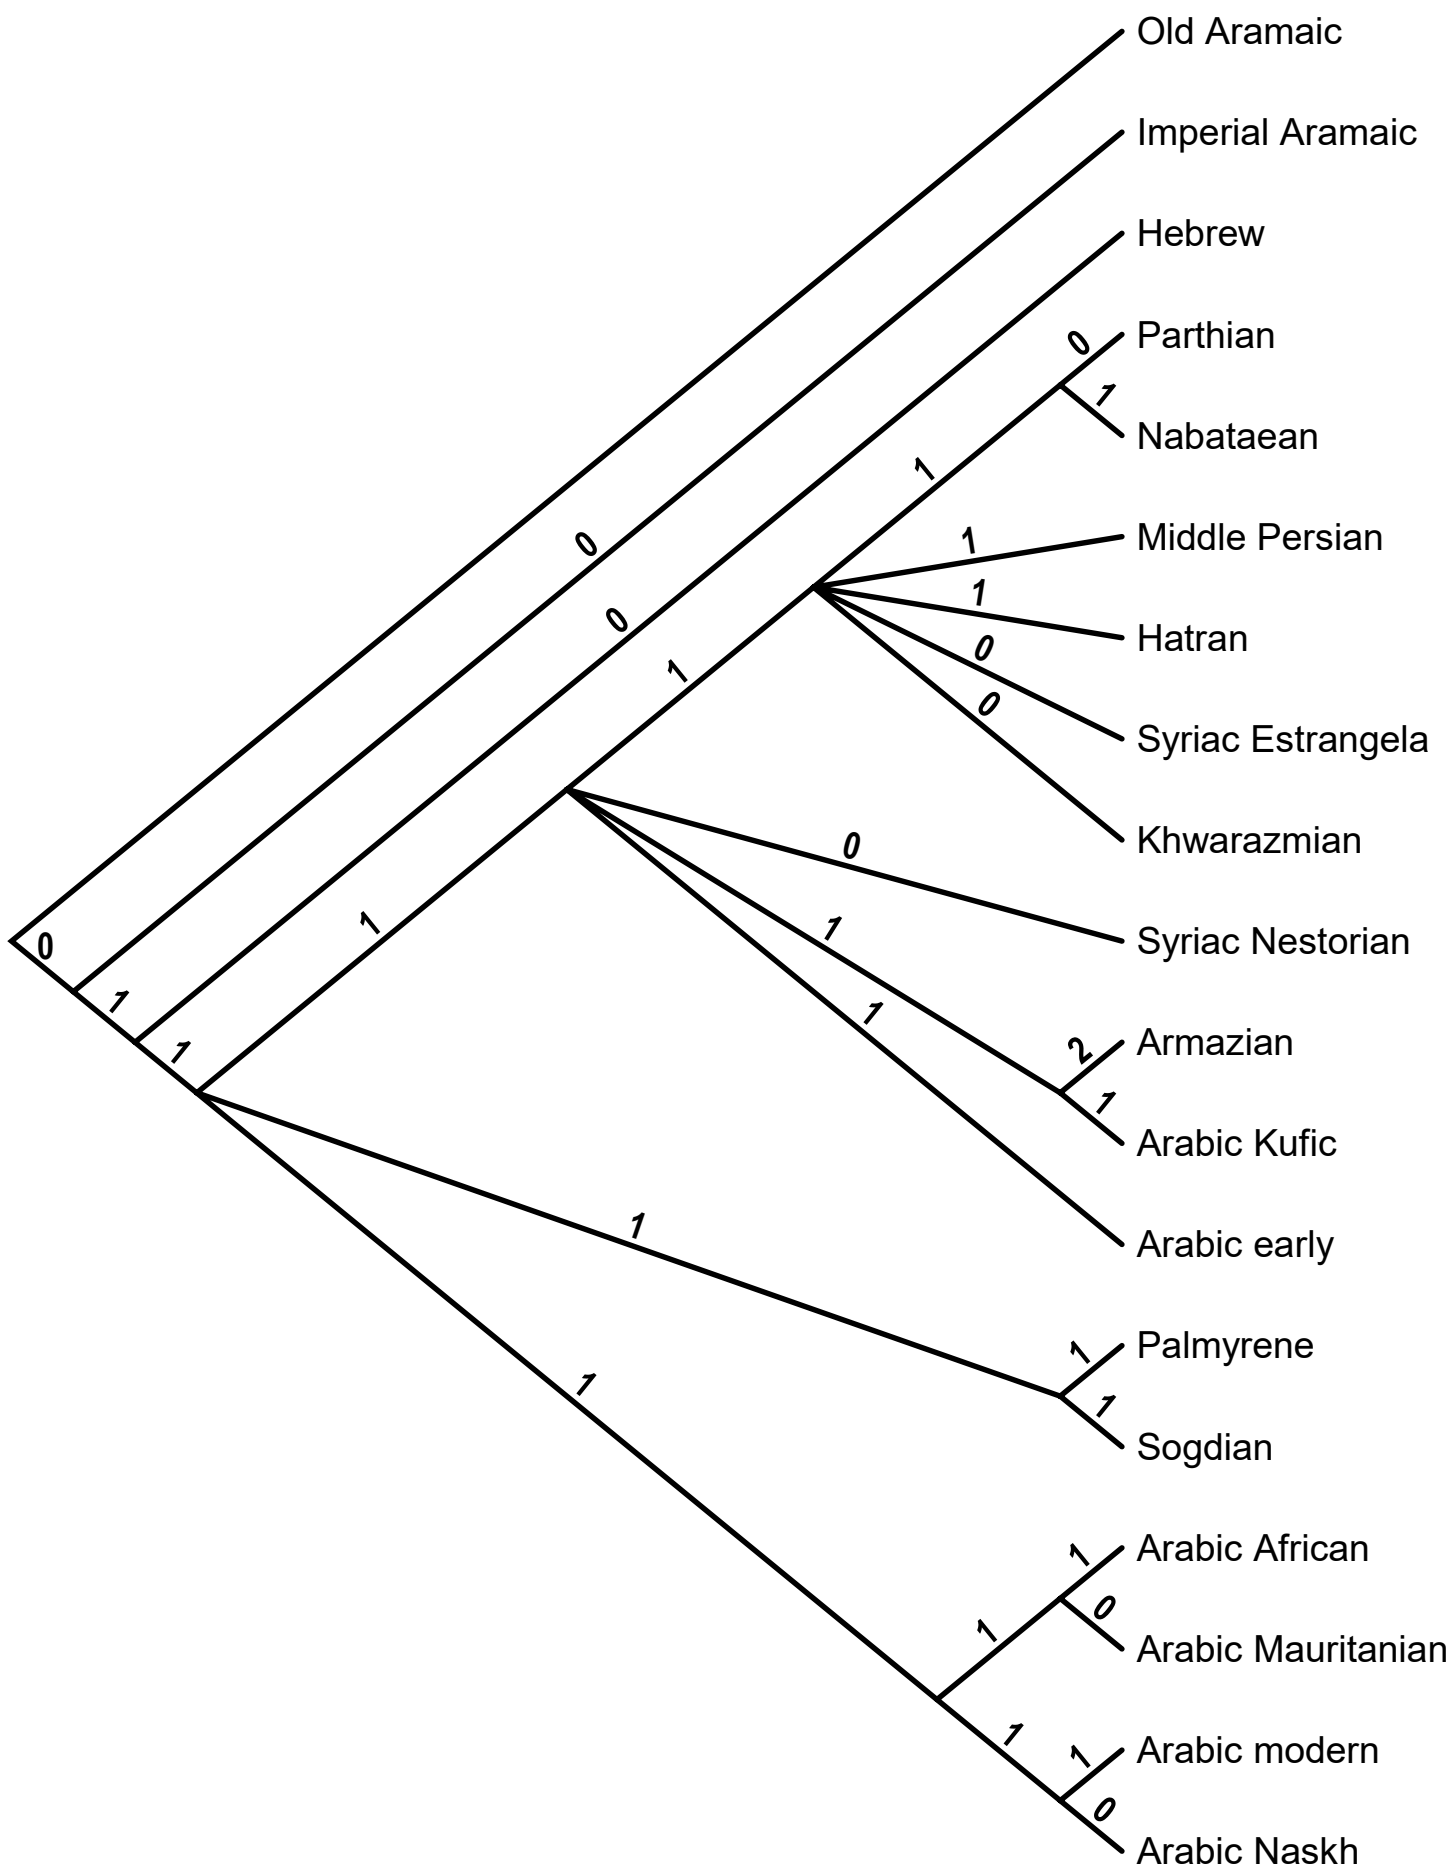 Old Aramaic
Imperial Aramaic
Hebrew
0
Parthian
1
Nabataean
1
1
Middle Persian
0
1
Hatran
0
0
1
0
Syriac Estrangela
Khwarazmian
0
1
1
0
Syriac Nestorian
1
1
2
Armazian
1
1
Arabic Kufic
1
Arabic early
1
Palmyrene
1
1
Sogdian
1
Arabic African
0
1
Arabic Mauritanian
1
1
Arabic modern
0
Arabic Naskh